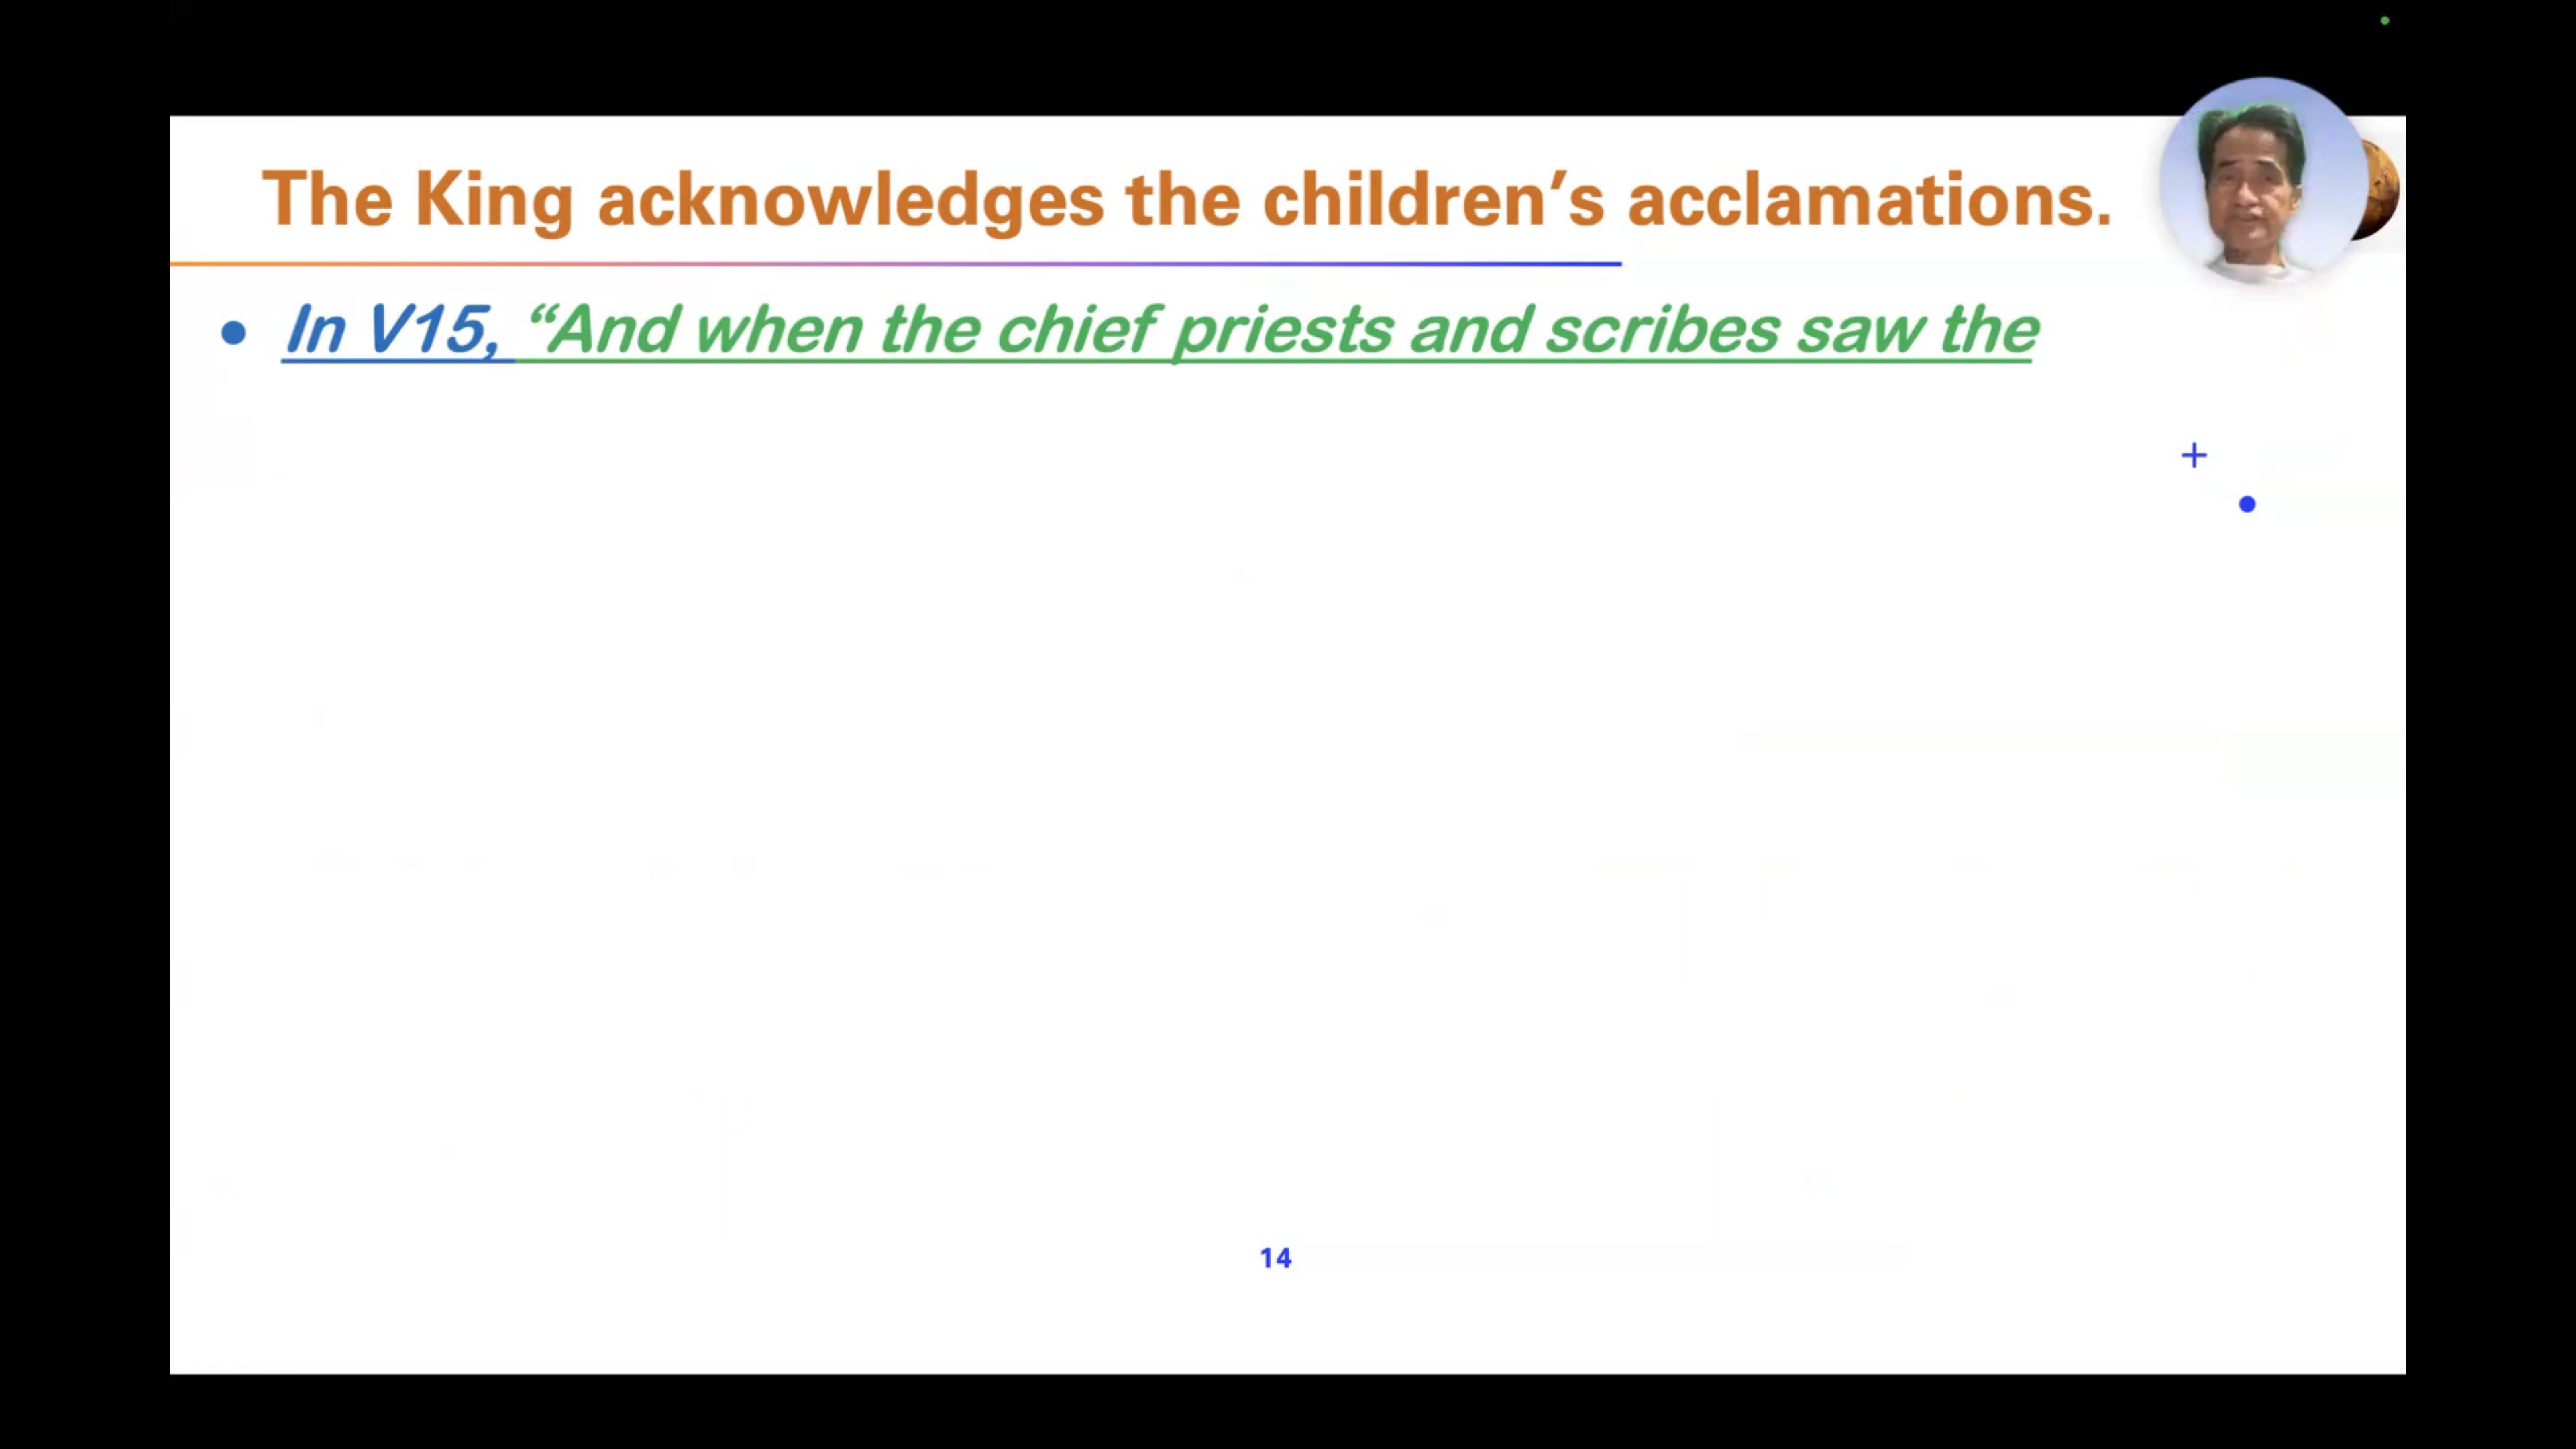 The King acknowledges the children’s acclamations.
• In V15, “And when the chief priests and scribes saw the
14